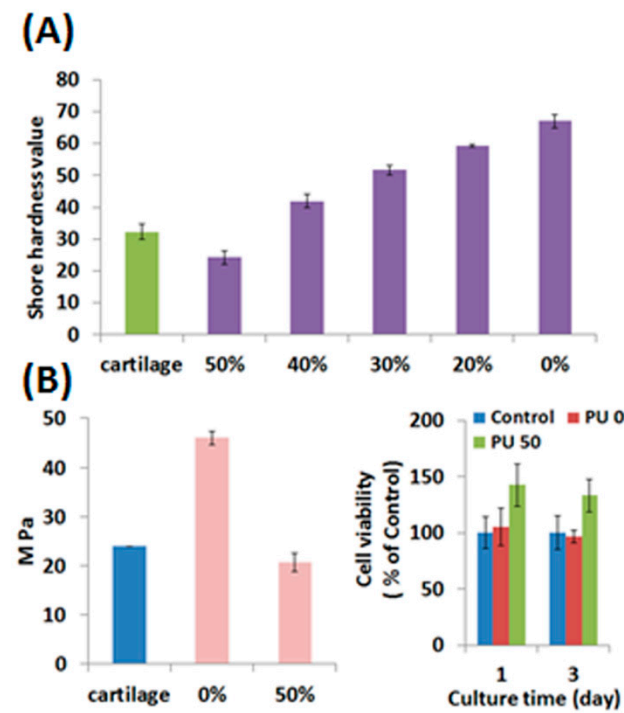 (A)
80
70
60
50
40
30
20
10
0
Shore hardness value
cartilage 50% 40% 30% 20% 0%
(B)
50
40
30
20
10
0
M Pa
cartilage 0% 50%
200
150
100
50
0
Cell viability
( % of Control)
Control PU 0
PU 50
1 3
Culture time (day)